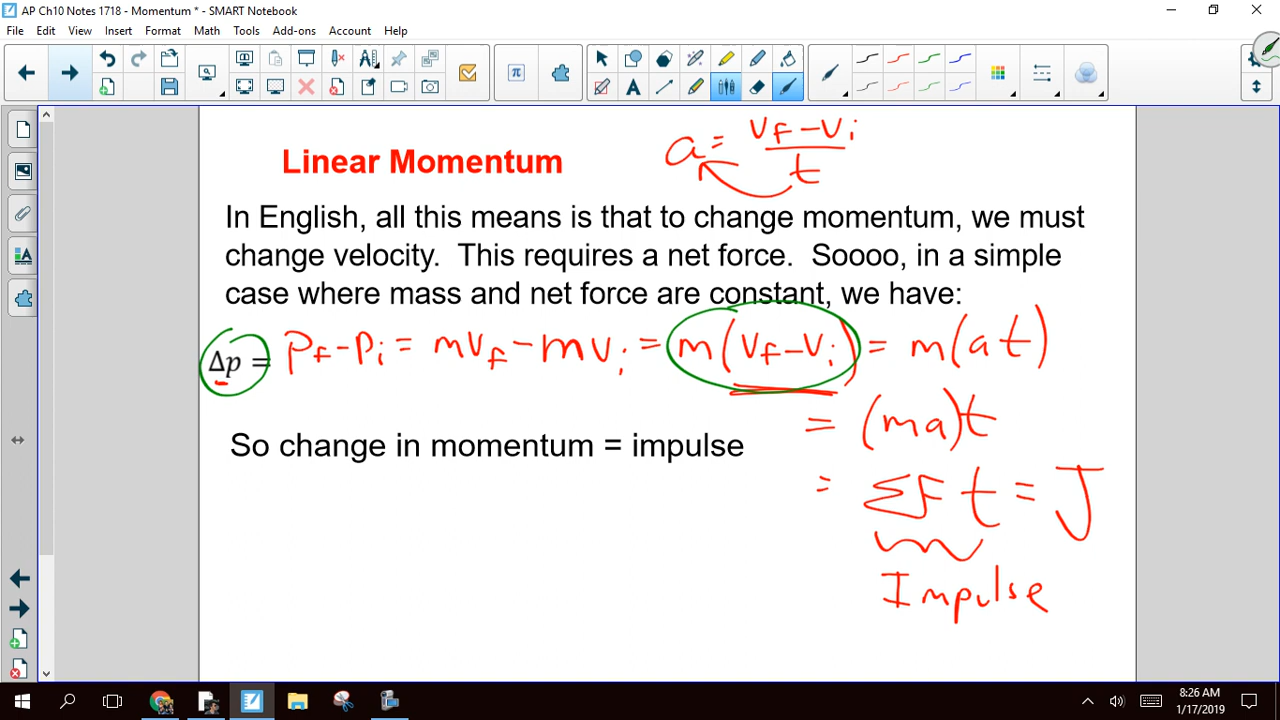 AP Ch10 Notes 1718 - Momentum * - SMART Notebook
File Edit View Insert Format Math Tools Add-ons Account Help
a = vf - vi
t
Linear Momentum
In English, all this means is that to change momentum, we must
change velocity. This requires a net force. Soooo, in a simple
case where mass and net force are constant, we have:
Δp = pf - pi = mvf - mvi = m(vf - vi) = m(at)
= (ma)t
So change in momentum = impulse
= ΣF t = J
Impulse
8:26 AM
1/17/2019